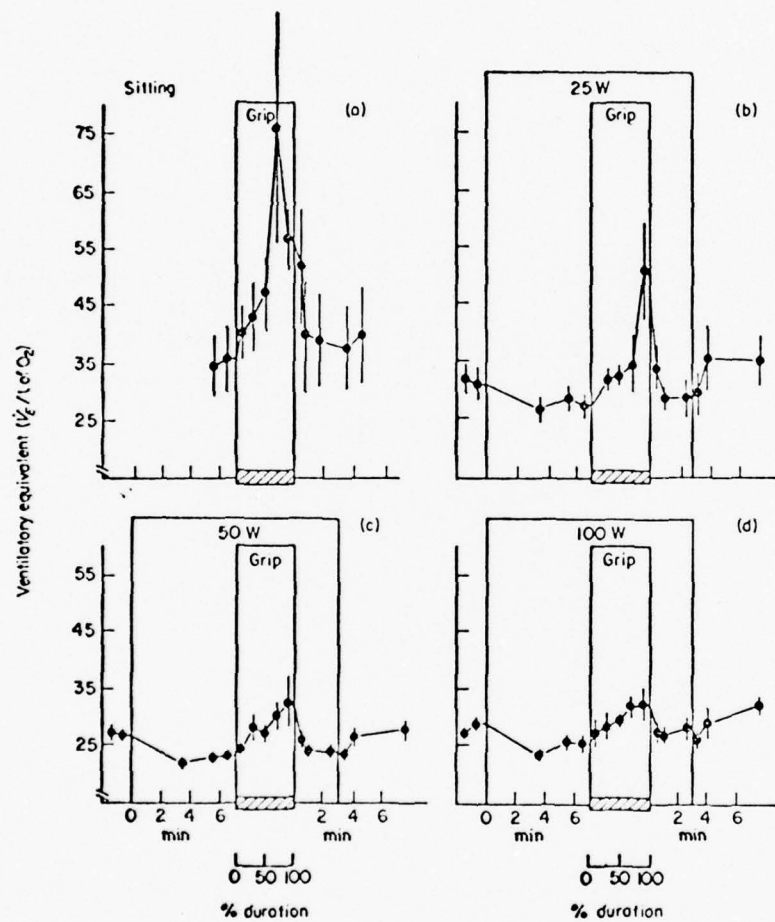 Sitting
Grip
(a)
25 W
Grip
(b)
75
65
55
45
35
25
Ventilatory equivalent (V̇E / l of O2)
50 W
(c)
Grip
100 W
(d)
Grip
55
45
35
25
0 2 4 6 2 4 6
min min
0 2 4 6 2 4 6
min min
0 50 100
% duration
0 50 100
% duration